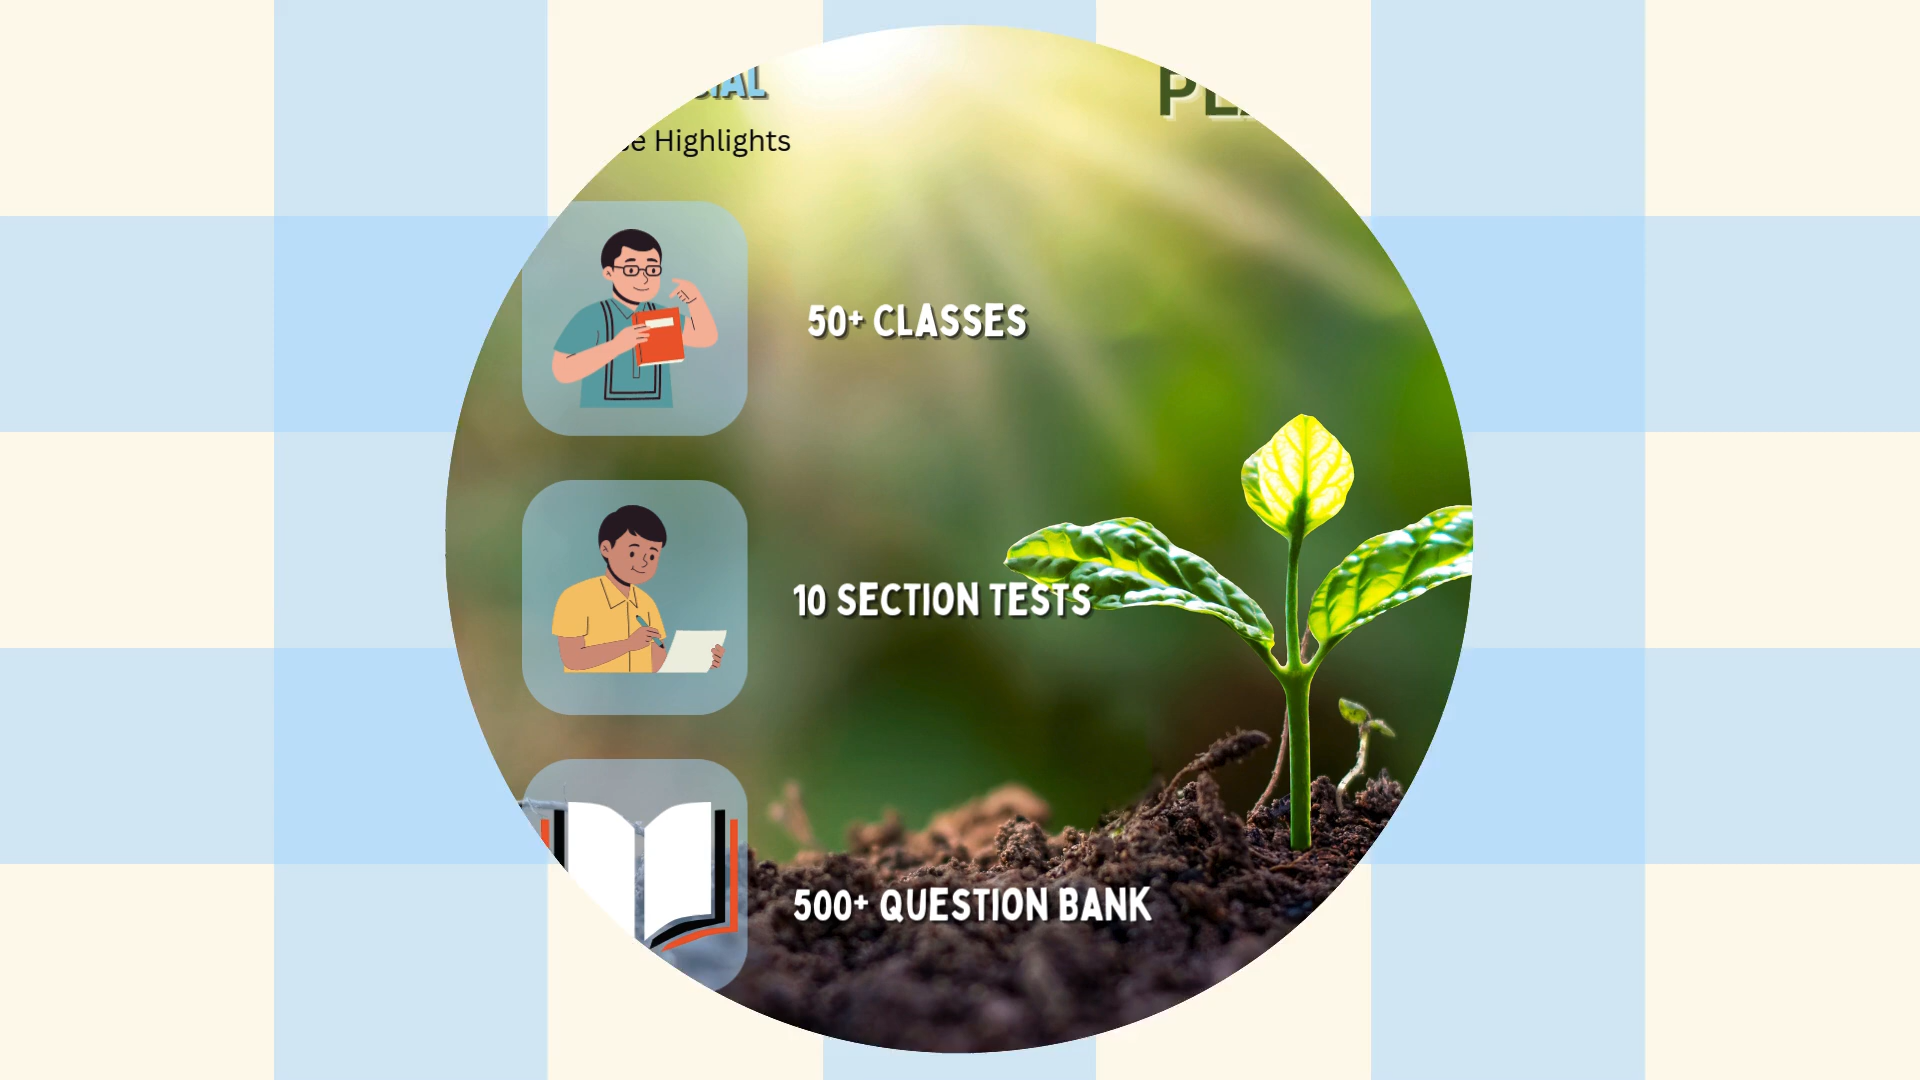 Highlights
50+ CLASSES
10 SECTION TESTS
500+ QUESTION BANK